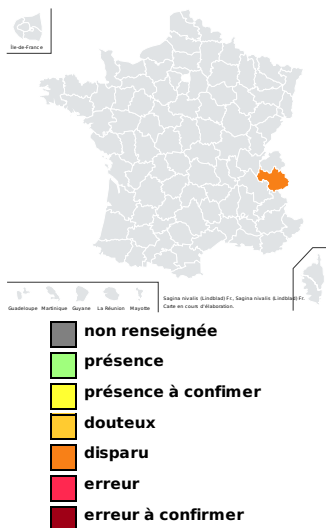 Île-de-France
Guadeloupe Martinique Guyane La Réunion Mayotte
Sagina nivalis (Lindblad) Fr., Sagina nivalis (Lindblad) Fr.
Carte en cours d'élaboration.
non renseignée
présence
présence à confimer
douteux
disparu
erreur
erreur à confirmer